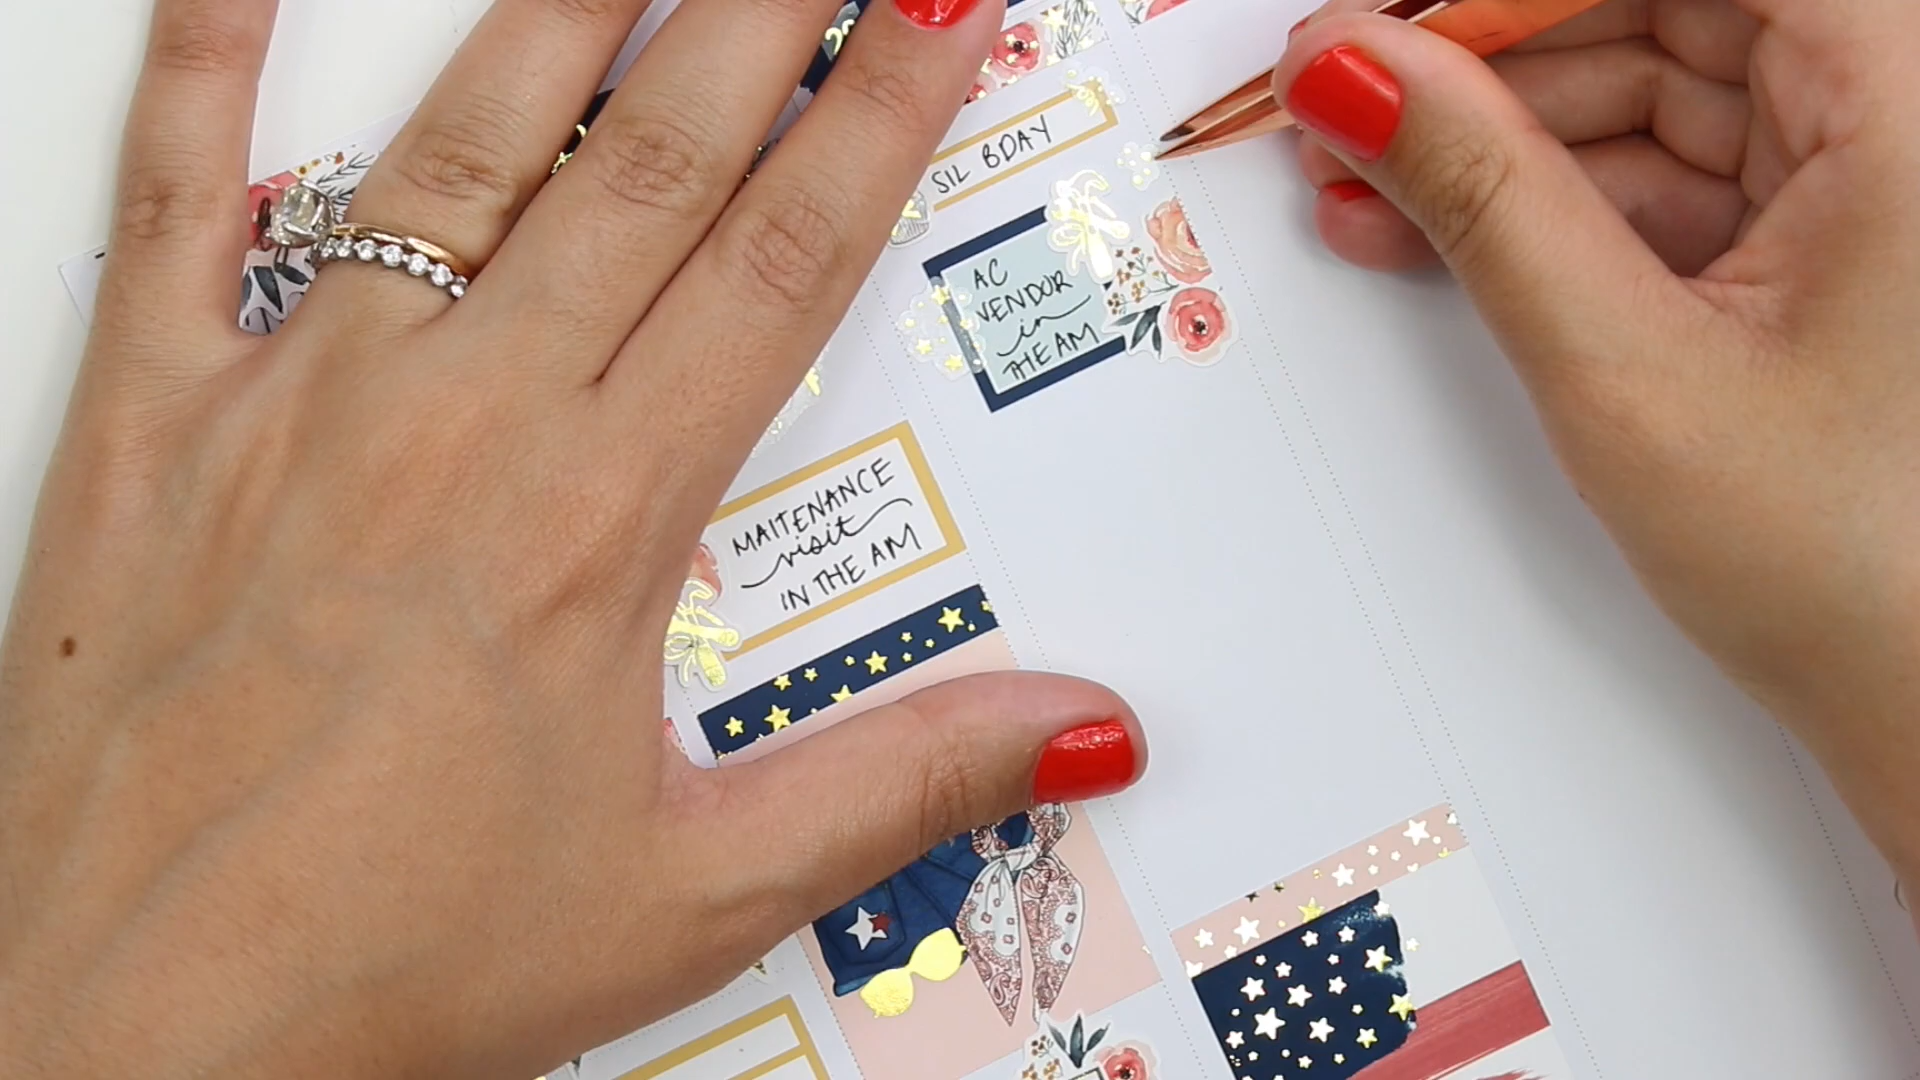 SIL BDAY
AC
VENDOR
in
THE AM
MAITENANCE
visit
IN THE AM